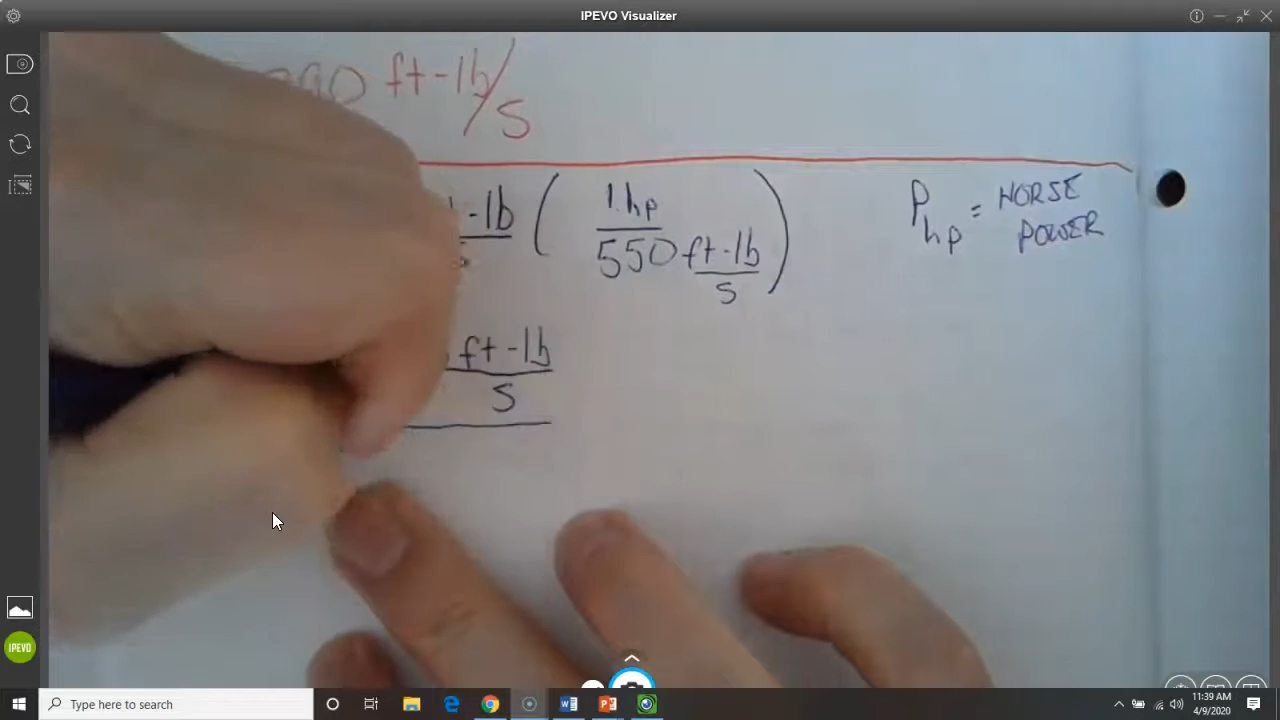 IPEVO Visualizer
ft-lb/s
-lb ( 1 hp / 550 ft-lb/s )
P hp = HORSE POWER
ft-lb
s
IPEVO
Type here to search
11:39 AM
4/9/2020